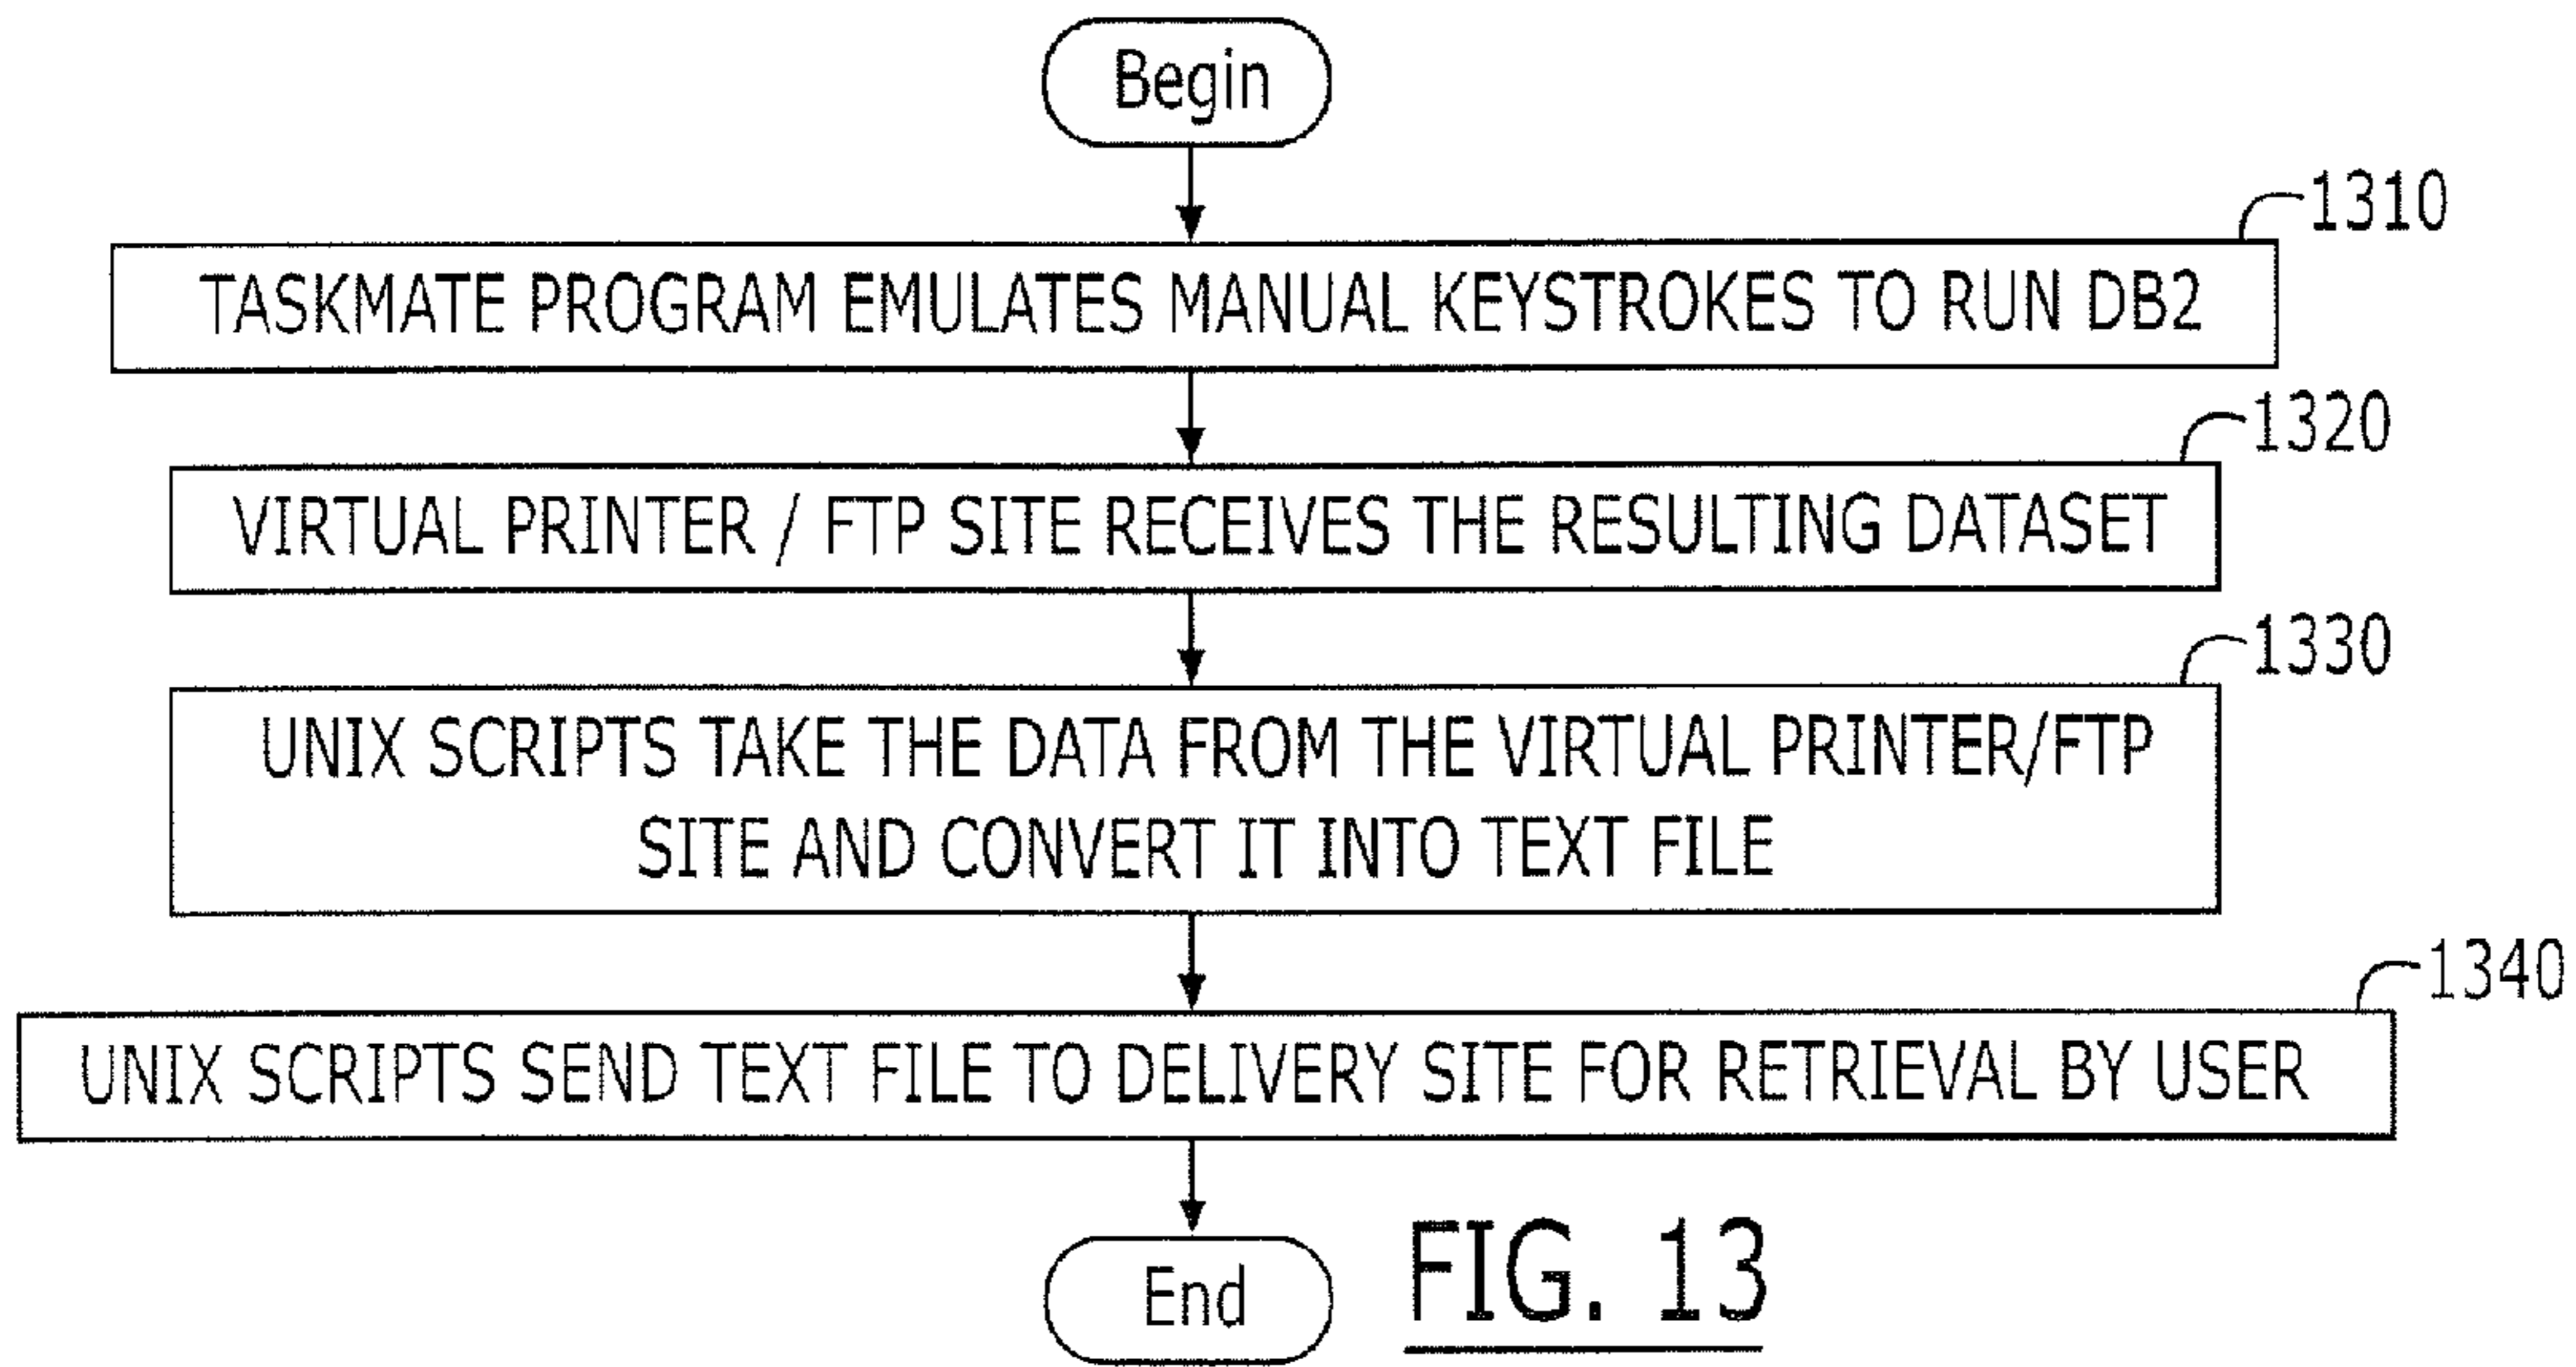 Begin
1310
TASKMATE PROGRAM EMULATES MANUAL KEYSTROKES TO RUN DB2
1320
VIRTUAL PRINTER / FTP SITE RECEIVES THE RESULTING DATASET
1330
UNIX SCRIPTS TAKE THE DATA FROM THE VIRTUAL PRINTER/FTP
SITE AND CONVERT IT INTO TEXT FILE
1340
UNIX SCRIPTS SEND TEXT FILE TO DELIVERY SITE FOR RETRIEVAL BY USER
End
FIG. 13